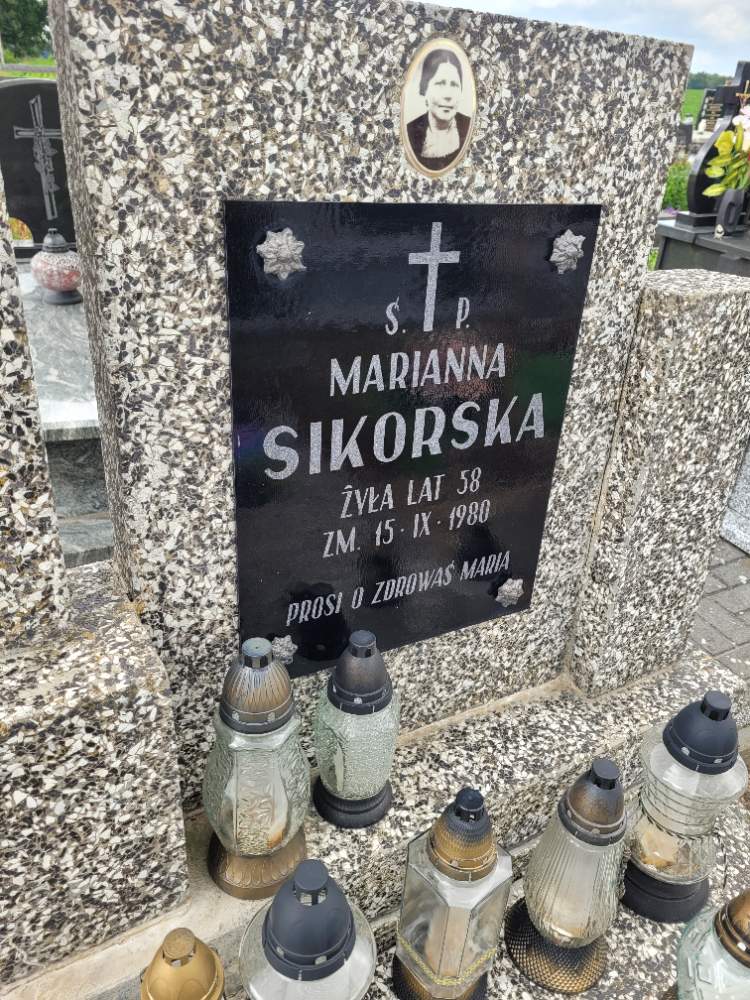 Ś. P.
MARIANNA
SIKORSKA
ŻYŁA LAT 58
ZM. 15·IX·1980
PROSI O ZDROWAŚ MARIA